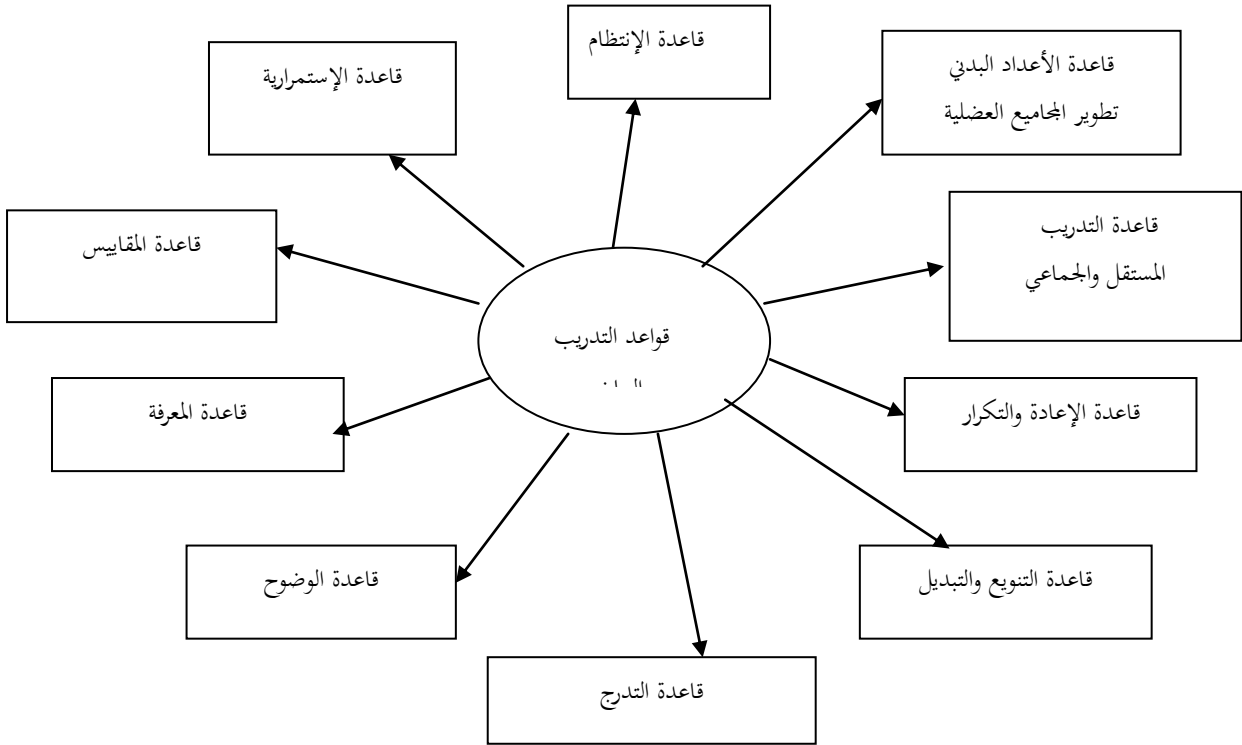 قاعدة الإنتظام
قاعدة الأعداد البدني
تطوير المجاميع العضلية
قاعدة الإستمرارية
قاعدة التدريب
المستقل والجماعي
قاعدة المقاييس
قواعد التدريب
قاعدة الإعادة والتكرار
قاعدة المعرفة
قاعدة التنويع والتبديل
قاعدة الوضوح
قاعدة التدرج